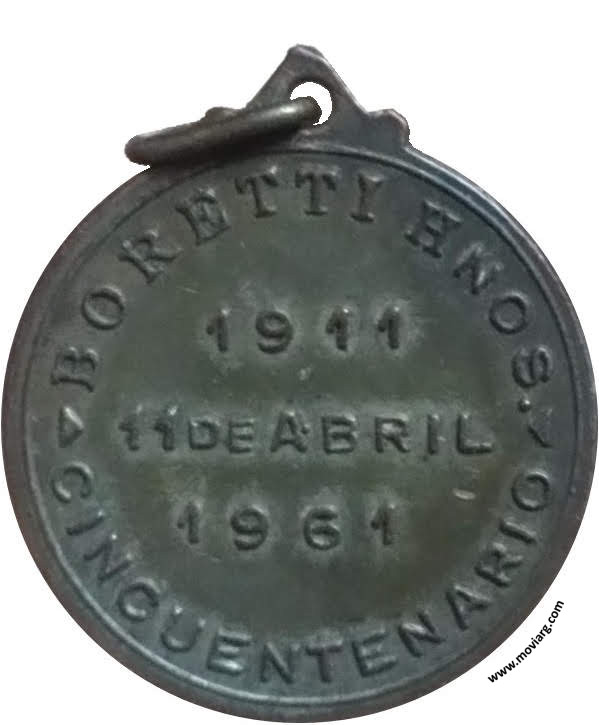 BORETTI HNOS.
1911
11 DE ABRIL
1961
CINCUENTENARIO
www.moviarg.com